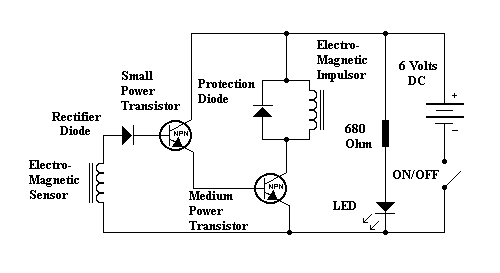 Electro-
Magnetic
Impulsor
6 Volts
DC
+
−
Small
Power
Transistor
Protection
Diode
Rectifier
Diode
NPN
680
Ohm
Electro-
Magnetic
Sensor
ON/OFF
NPN
Medium
Power
Transistor
LED